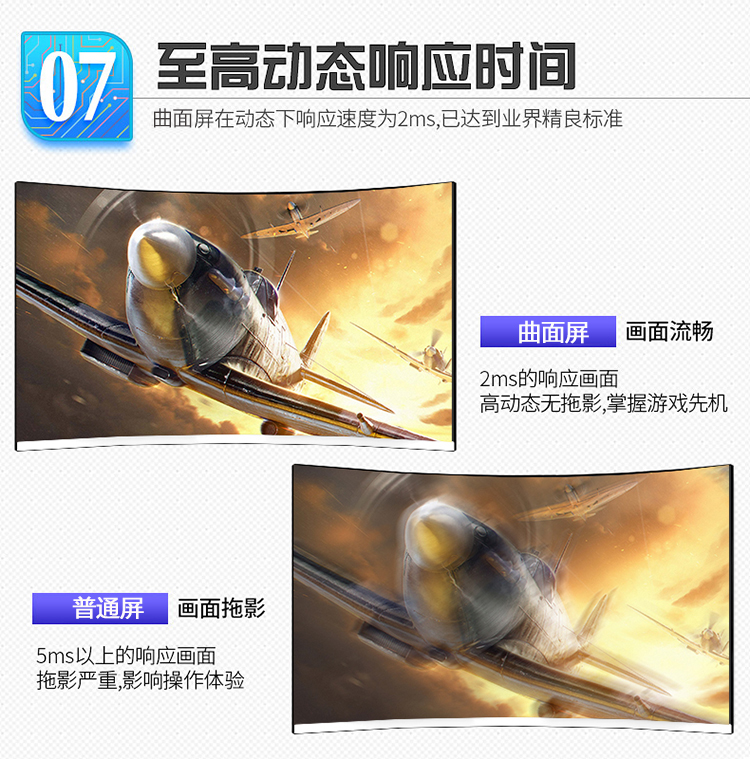 07
至高动态响应时间
曲面屏在动态下响应速度为2ms,已达到业界精良标准
曲面屏 画面流畅
2ms的响应画面
高动态无拖影,掌握游戏先机
普通屏 画面拖影
5ms以上的响应画面
拖影严重,影响操作体验